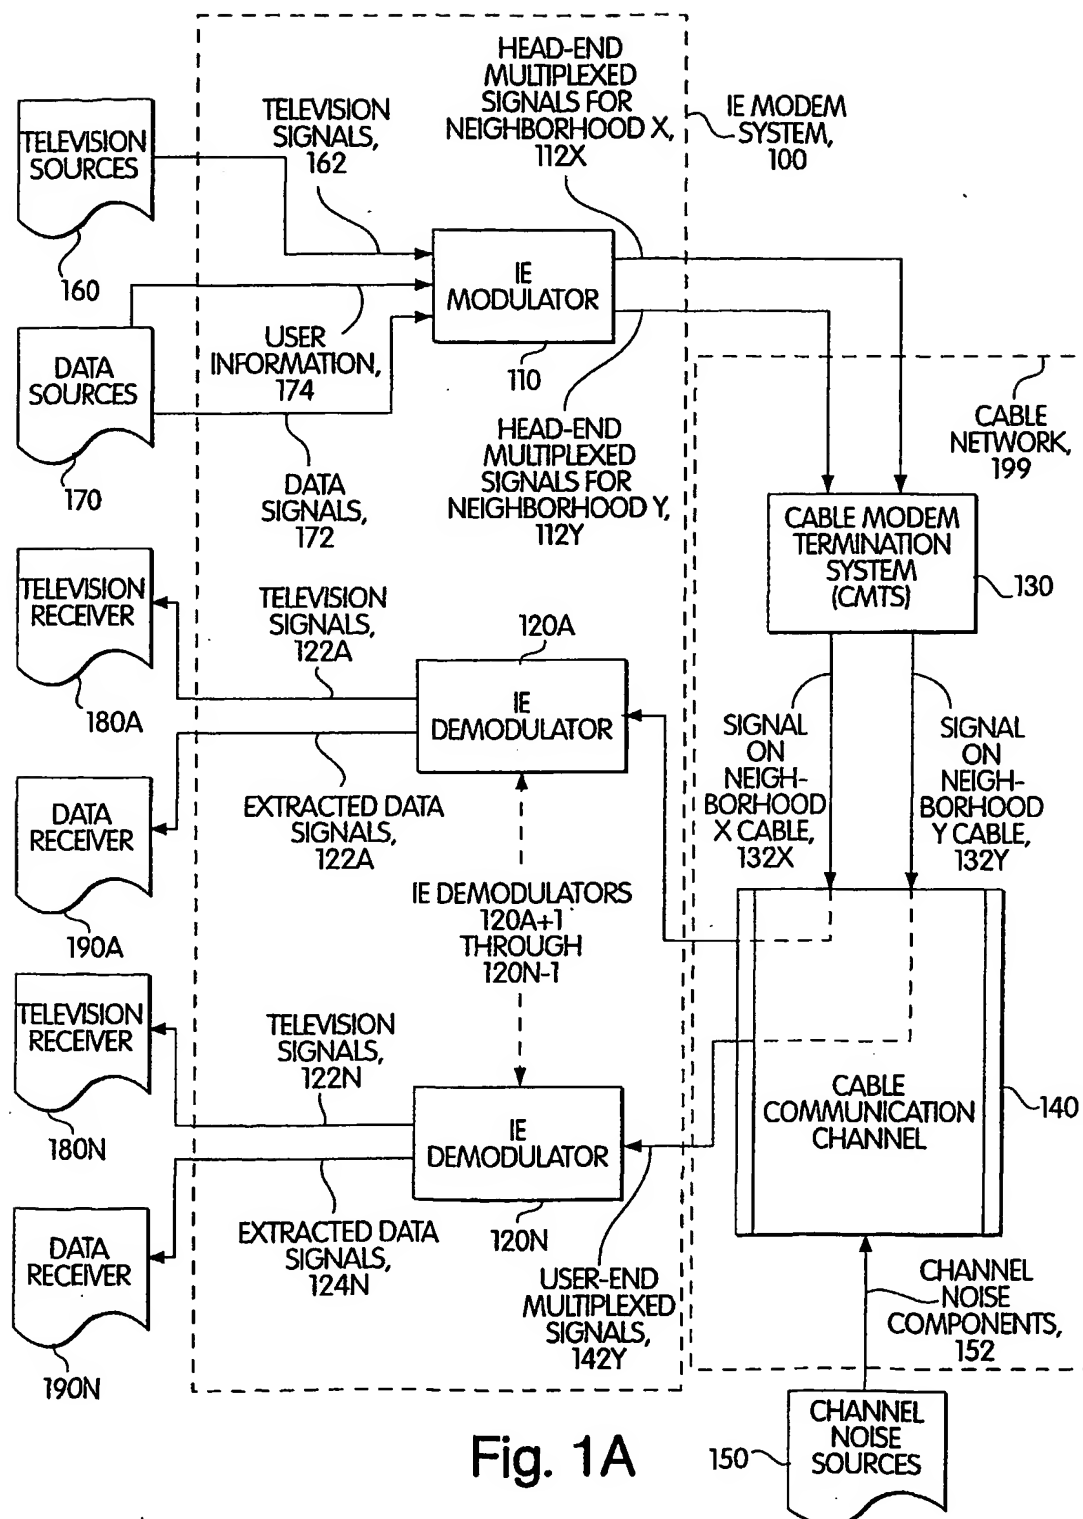 HEAD-END
MULTIPLEXED
SIGNALS FOR
NEIGHBORHOOD X,
112X
TELEVISION
SIGNALS,
162
IE MODEM
SYSTEM,
100
TELEVISION
SOURCES
160
IE
MODULATOR
110
USER
INFORMATION,
174
DATA
SOURCES
170
DATA
SIGNALS,
172
HEAD-END
MULTIPLEXED
SIGNALS FOR
NEIGHBORHOOD Y,
112Y
CABLE
NETWORK,
199
CABLE MODEM
TERMINATION
SYSTEM
(CMTS)
130
TELEVISION
RECEIVER
180A
TELEVISION
SIGNALS,
122A
120A
IE
DEMODULATOR
SIGNAL
ON
NEIGH-
BORHOOD
X CABLE,
132X
SIGNAL
ON
NEIGH-
BORHOOD
Y CABLE,
132Y
DATA
RECEIVER
190A
EXTRACTED DATA
SIGNALS,
122A
IE DEMODULATORS
120A+1
THROUGH
120N-1
TELEVISION
RECEIVER
180N
TELEVISION
SIGNALS,
122N
IE
DEMODULATOR
120N
CABLE
COMMUNICATION
CHANNEL
140
DATA
RECEIVER
190N
EXTRACTED DATA
SIGNALS,
124N
USER-END
MULTIPLEXED
SIGNALS,
142Y
CHANNEL
NOISE
COMPONENTS,
152
CHANNEL
NOISE
SOURCES
150
Fig. 1A